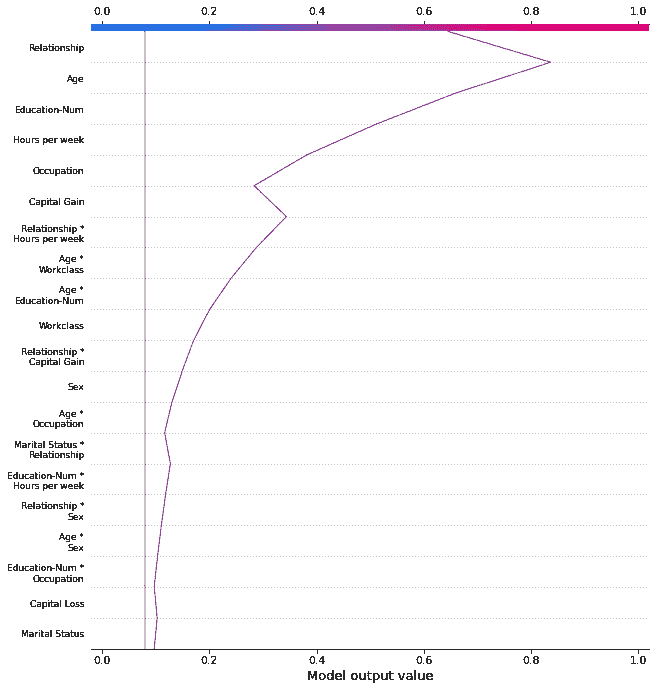 0.0 0.2 0.4 0.6 0.8 1.0
Relationship
Age
Education-Num
Hours per week
Occupation
Capital Gain
Relationship *
Hours per week
Age *
Workclass
Age *
Education-Num
Workclass
Relationship *
Capital Gain
Sex
Age *
Occupation
Marital Status *
Relationship
Education-Num *
Hours per week
Relationship *
Sex
Age *
Sex
Education-Num *
Occupation
Capital Loss
Marital Status
0.0 0.2 0.4 0.6 0.8 1.0
Model output value